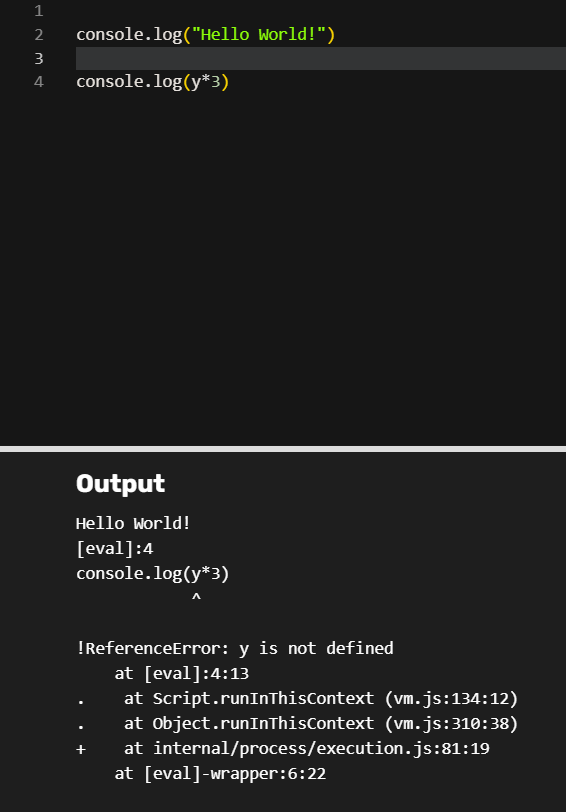 1
2 console.log("Hello World!")
3
4 console.log(y*3)
Output
Hello World!
[eval]:4
console.log(y*3)
^
!ReferenceError: y is not defined
at [eval]:4:13
. at Script.runInThisContext (vm.js:134:12)
. at Object.runInThisContext (vm.js:310:38)
+ at internal/process/execution.js:81:19
at [eval]-wrapper:6:22